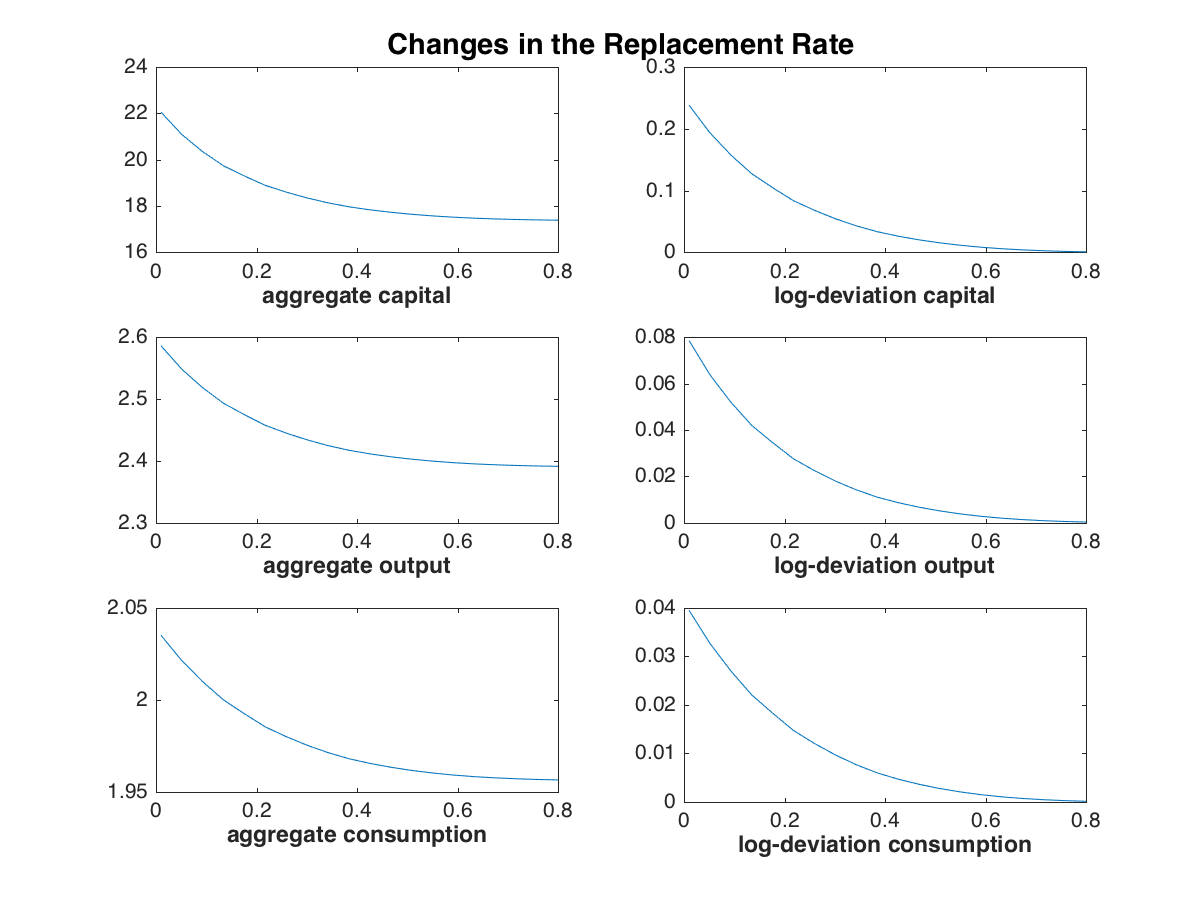 Changes in the Replacement Rate
24
22
20
18
16
0 0.2 0.4 0.6 0.8
aggregate capital
0.3
0.2
0.1
0
0 0.2 0.4 0.6 0.8
log-deviation capital
2.6
2.5
2.4
2.3
0 0.2 0.4 0.6 0.8
aggregate output
0.08
0.06
0.04
0.02
0
0 0.2 0.4 0.6 0.8
log-deviation output
2.05
2
1.95
0 0.2 0.4 0.6 0.8
aggregate consumption
0.04
0.03
0.02
0.01
0
0 0.2 0.4 0.6 0.8
log-deviation consumption